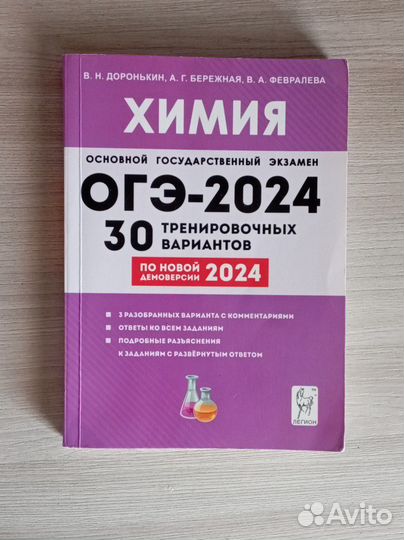 В. Н. ДОРОНЬКИН, А. Г. БЕРЕЖНАЯ, В. А. ФЕВРАЛЕВА
ХИМИЯ
ОСНОВНОЙ ГОСУДАРСТВЕННЫЙ ЭКЗАМЕН
ОГЭ-2024
30 ТРЕНИРОВОЧНЫХ
ВАРИАНТОВ
ПО НОВОЙ
ДЕМОВЕРСИИ 2024
3 РАЗОБРАННЫХ ВАРИАНТА С КОММЕНТАРИЯМИ
ОТВЕТЫ КО ВСЕМ ЗАДАНИЯМ
ПОДРОБНЫЕ РАЗЪЯСНЕНИЯ
К ЗАДАНИЯМ С РАЗВЁРНУТЫМ ОТВЕТОМ
ЛЕГИОН
Avito